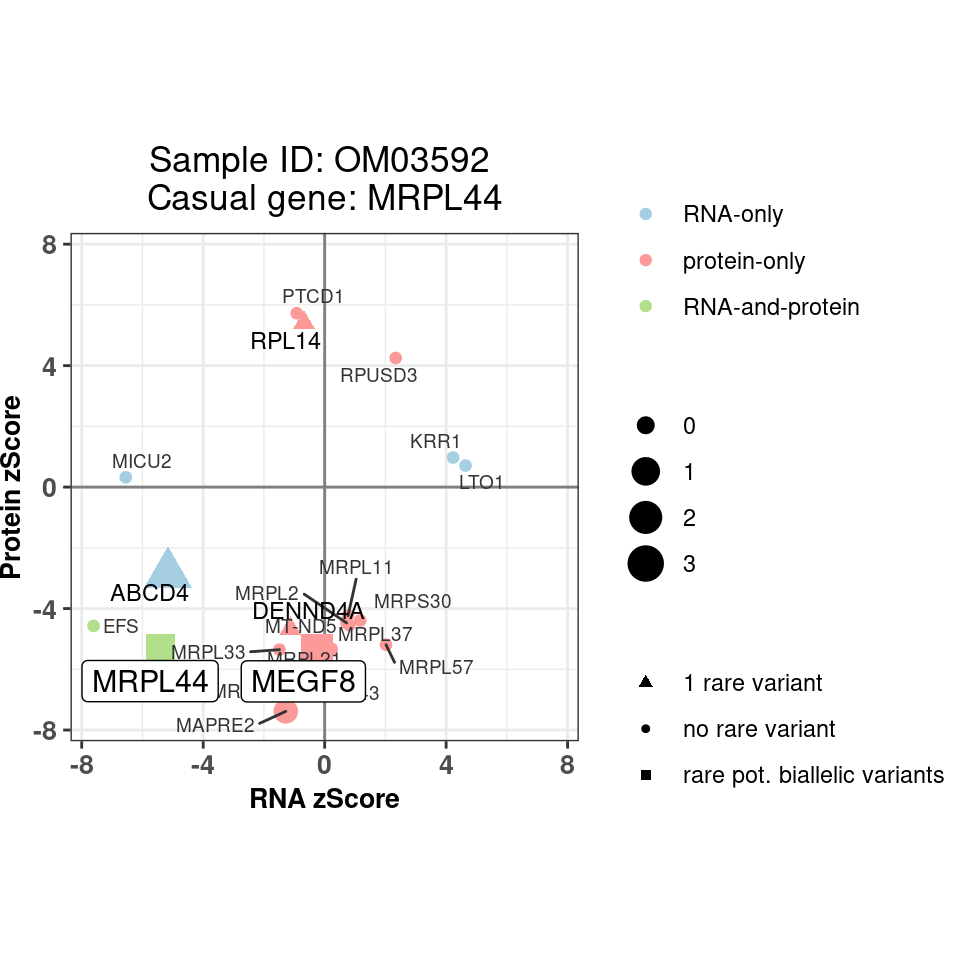 Sample ID: OM03592
Casual gene: MRPL44
8
4
0
-4
-8
-8
-4
0
4
8
RNA zScore
Protein zScore
PTCD1
RPL14
RPUSD3
KRR1
LTO1
MICU2
MRPL11
MRPL2
MRPS30
ABCD4
DENND4A
EFS
MT-ND5
MRPL37
MRPL33
MRPL21
MRPL57
MRPL44
MEGF8
MAPRE2
RNA-only
protein-only
RNA-and-protein
0
1
2
3
1 rare variant
no rare variant
rare pot. biallelic variants